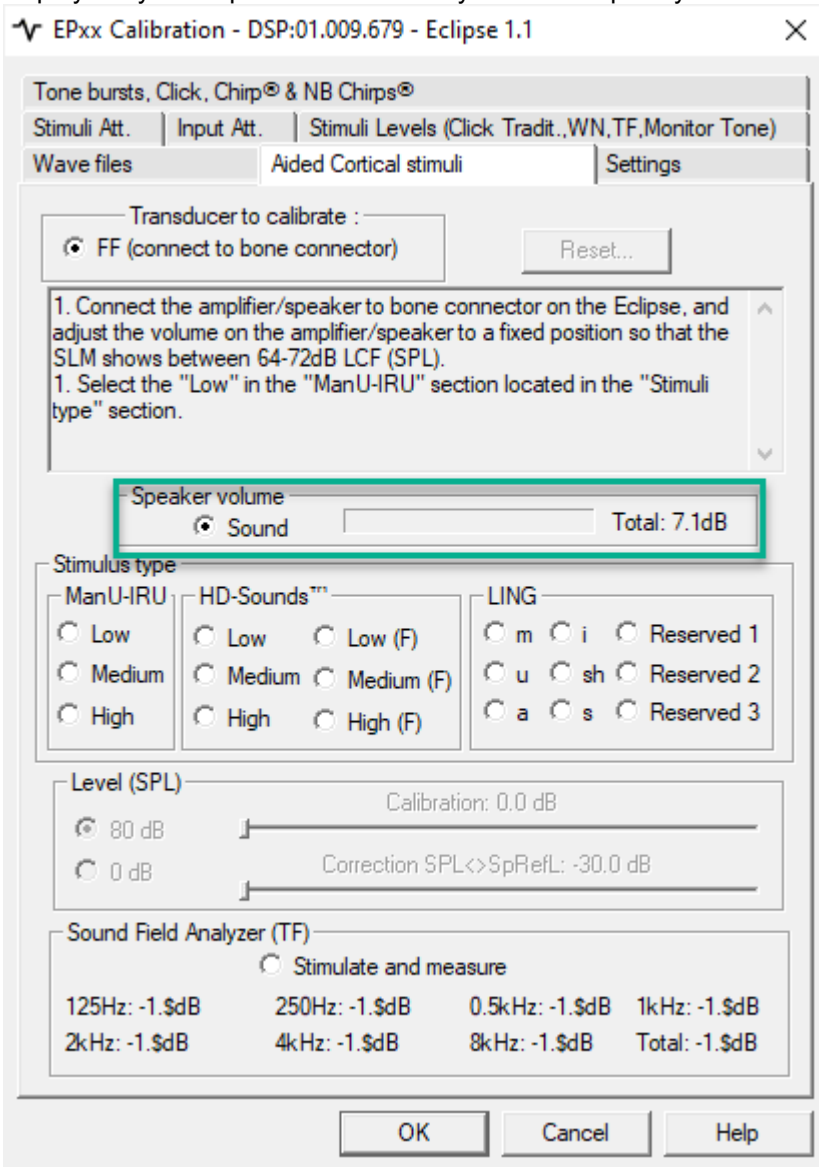 EPxx Calibration - DSP:01.009.679 - Eclipse 1.1
Tone bursts, Click, Chirp® & NB Chirps®
Stimuli Att. Input Att. Stimuli Levels (Click Tradit.,WN,TF,Monitor Tone)
Wave files Aided Cortical stimuli Settings
Transducer to calibrate :
FF (connect to bone connector) Reset...
1. Connect the amplifier/speaker to bone connector on the Eclipse, and
adjust the volume on the amplifier/speaker to a fixed position so that the
SLM shows between 64-72dB LCF (SPL).
1. Select the "Low" in the "ManU-IRU" section located in the "Stimuli
type" section.
Speaker volume
Sound Total: 7.1dB
Stimulus type
ManU-IRU HD-Sounds™ LING
Low Low Low (F) m i Reserved 1
Medium Medium Medium (F) u sh Reserved 2
High High High (F) a s Reserved 3
Level (SPL)
Calibration: 0.0 dB
80 dB
Correction SPL<>SpRefL: -30.0 dB
0 dB
Sound Field Analyzer (TF)
Stimulate and measure
125Hz: -1.$dB 250Hz: -1.$dB 0.5kHz: -1.$dB 1kHz: -1.$dB
2kHz: -1.$dB 4kHz: -1.$dB 8kHz: -1.$dB Total: -1.$dB
OK Cancel Help